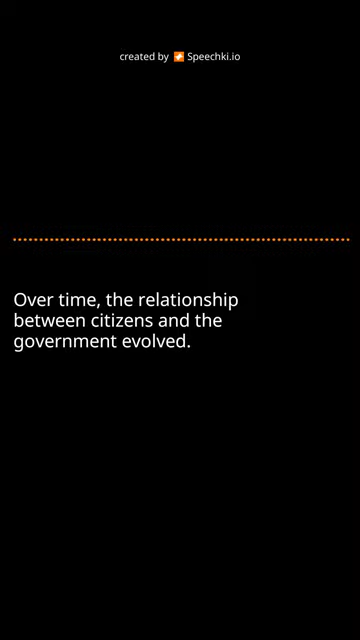 created by Speechki.io
Over time, the relationship
between citizens and the
government evolved.